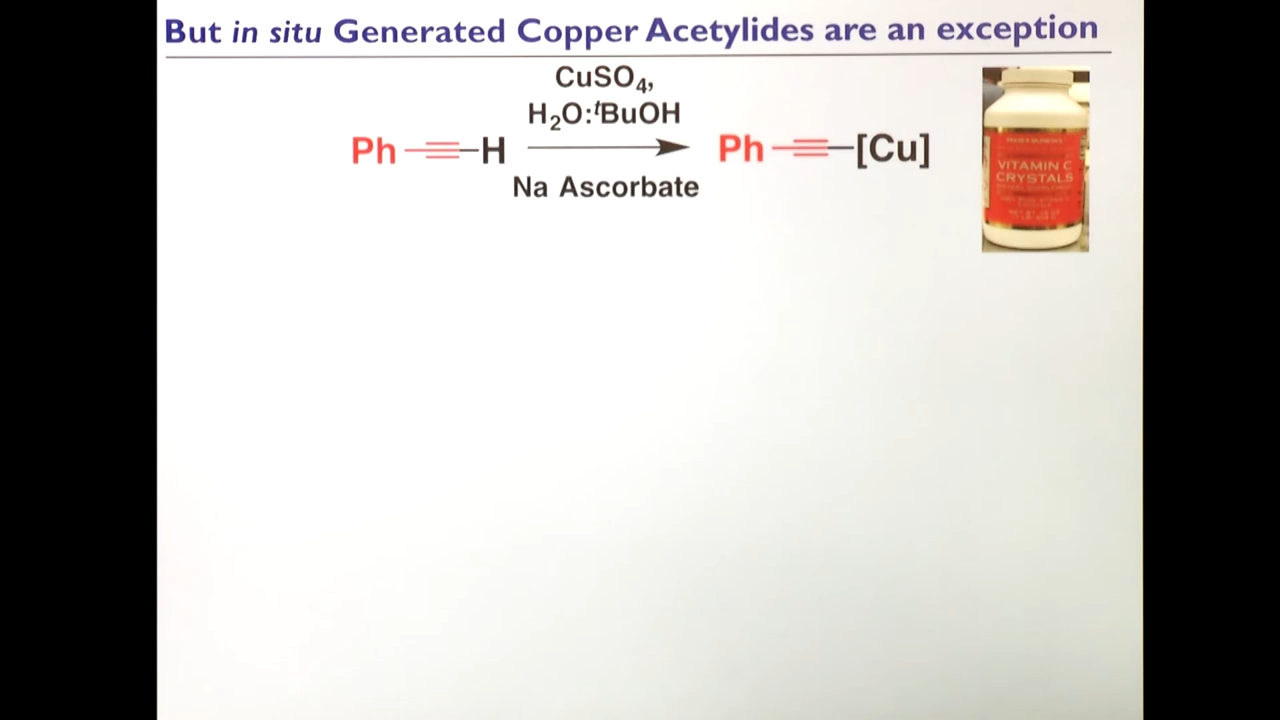 But in situ Generated Copper Acetylides are an exception
CuSO₄,
H₂O:ᵗBuOH
Ph H
Ph [Cu]
Na Ascorbate
VITAMIN C
CRYSTALS